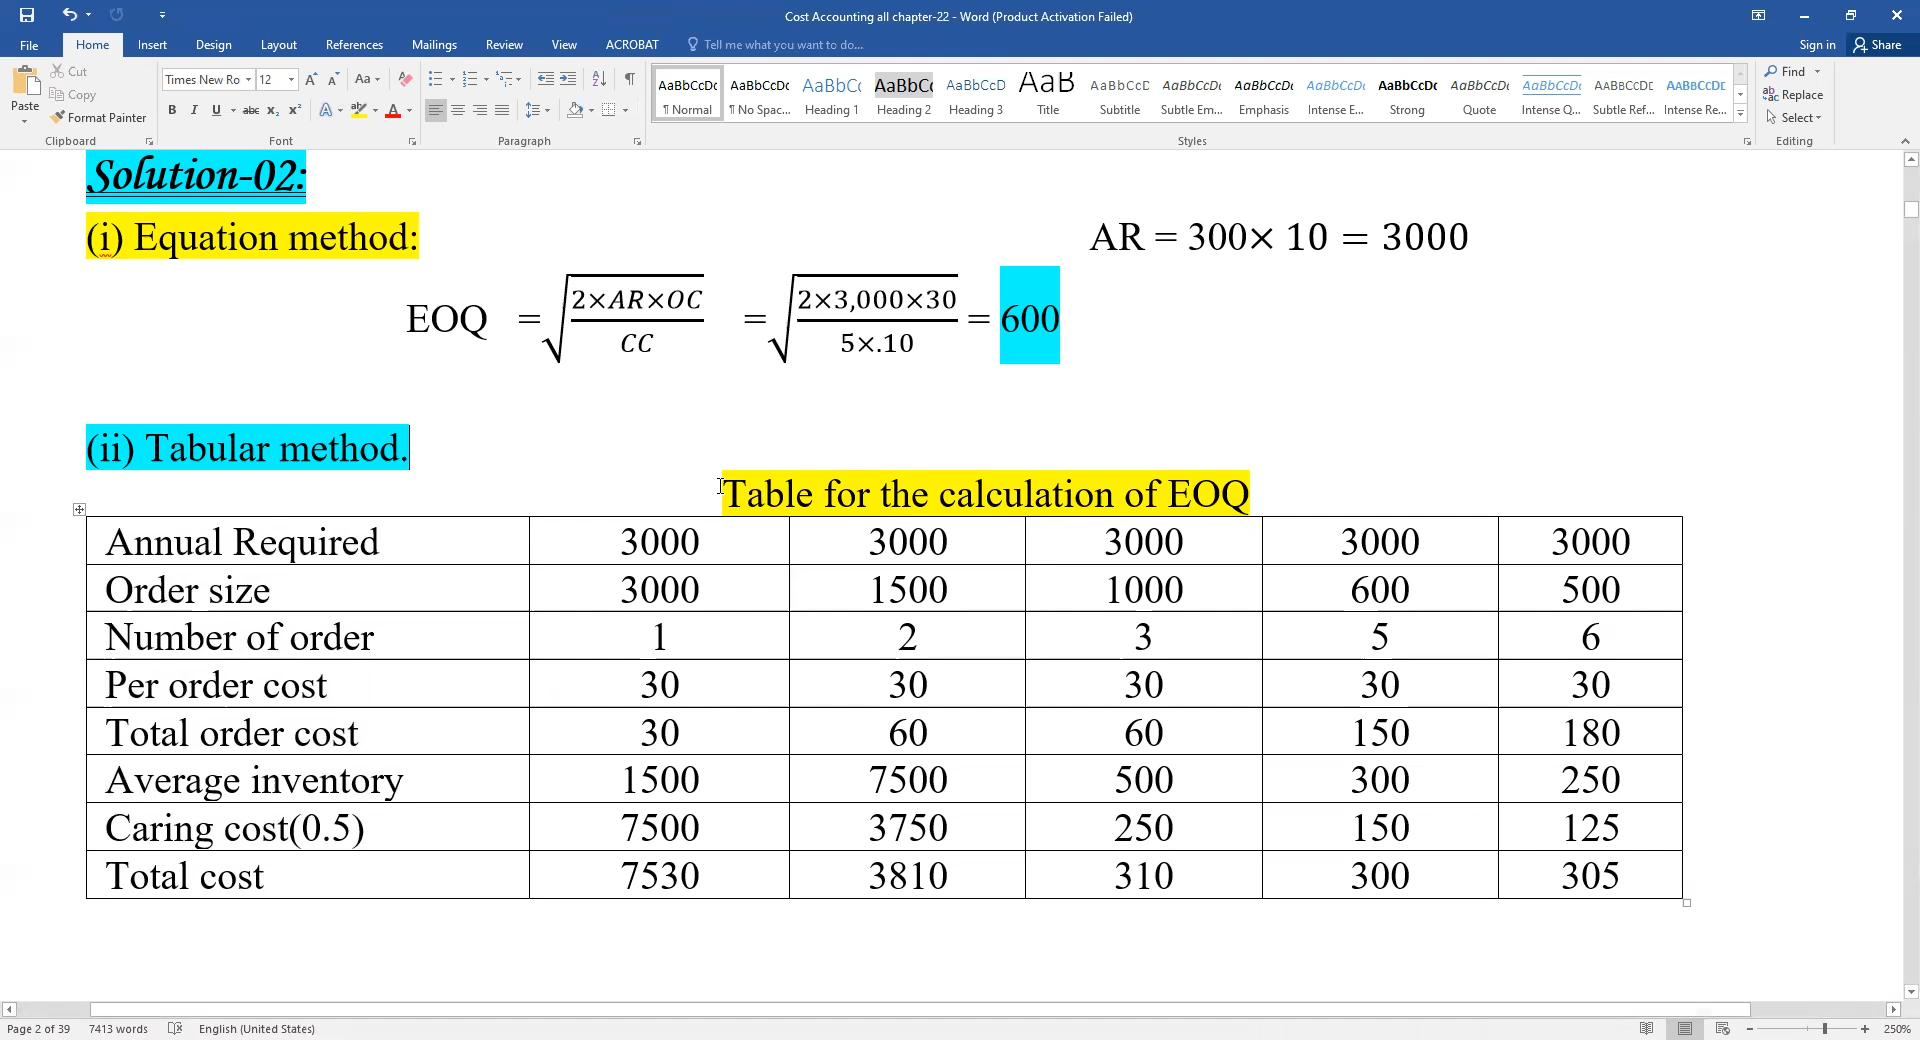 Cost Accounting all chapter-22 - Word (Product Activation Failed)
File Home Insert Design Layout References Mailings Review View ACROBAT Tell me what you want to do... Sign in Share
Paste Cut Copy Format Painter
Times New Ro 12
AaBbCcDc AaBbCcDc AaBbCc AaBbCc AaBbCcD AaB AaBbCcD AaBbCcDc AaBbCcDc AaBbCcDc AaBbCcDc AaBbCcDc AaBbCcDc AaBbCcDc AaBbCcDc
¶ Normal ¶ No Spac... Heading 1 Heading 2 Heading 3 Title Subtitle Subtle Em... Emphasis Intense E... Strong Quote Intense Q... Subtle Ref... Intense Re...
Find Replace Select
Clipboard Font Paragraph Styles Editing
Solution-02:
(i) Equation method: AR = 300× 10 = 3000
EOQ = √(2×AR×OC / CC) = √(2×3,000×30 / 5×.10) = 600
(ii) Tabular method.
Table for the calculation of EOQ
Annual Required 3000 3000 3000 3000 3000
Order size 3000 1500 1000 600 500
Number of order 1 2 3 5 6
Per order cost 30 30 30 30 30
Total order cost 30 60 60 150 180
Average inventory 1500 7500 500 300 250
Caring cost(0.5) 7500 3750 250 150 125
Total cost 7530 3810 310 300 305
Page 2 of 39 7413 words English (United States) 250%